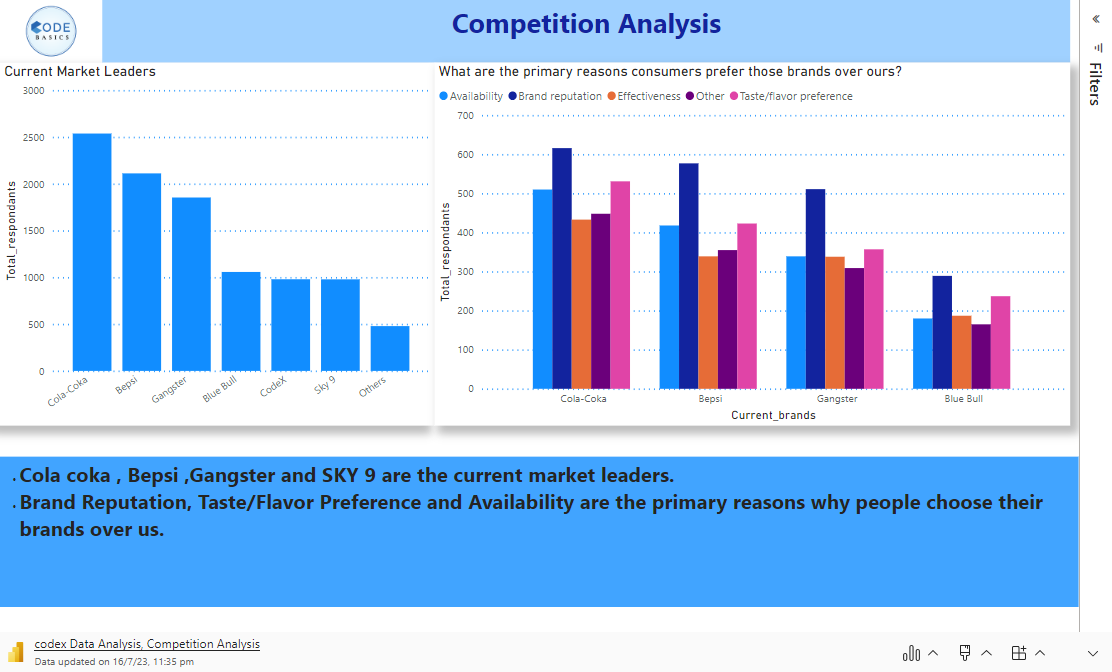 CODE
BASICS
Competition Analysis
Filters
Current Market Leaders
Total_respondants
3000
2500
2000
1500
1000
500
0
Cola-Coka
Bepsi
Gangster
Blue Bull
CodeX
Sky 9
Others
What are the primary reasons consumers prefer those brands over ours?
Availability Brand reputation Effectiveness Other Taste/flavor preference
Total_respondants
700
600
500
400
300
200
100
0
Cola-Coka Bepsi Gangster Blue Bull
Current_brands
. Cola coka , Bepsi ,Gangster and SKY 9 are the current market leaders.
. Brand Reputation, Taste/Flavor Preference and Availability are the primary reasons why people choose their
brands over us.
codex Data Analysis, Competition Analysis
Data updated on 16/7/23, 11:35 pm